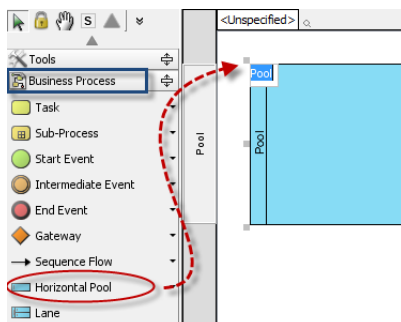 S
<Unspecified>
Tools
Business Process
Task
Sub-Process
Start Event
Intermediate Event
End Event
Gateway
Sequence Flow
Horizontal Pool
Lane
Pool
Pool
Pool